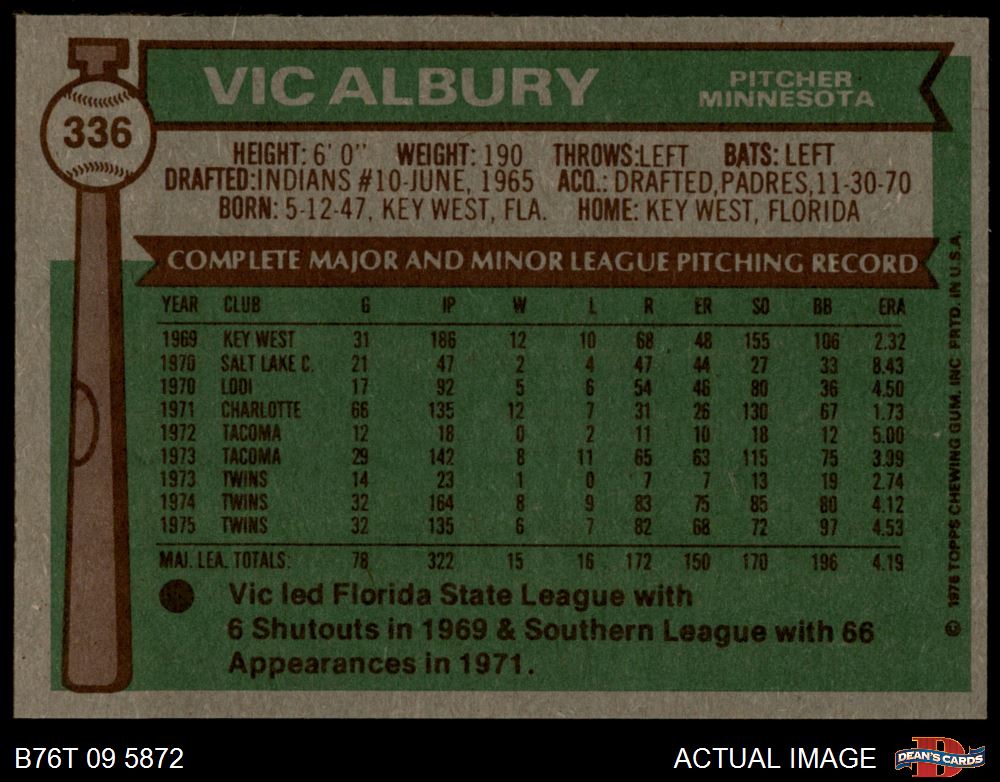 336
VIC ALBURY
PITCHER
MINNESOTA
HEIGHT: 6' 0" WEIGHT: 190 THROWS:LEFT BATS: LEFT
DRAFTED:INDIANS #10-JUNE, 1965 ACQ.: DRAFTED,PADRES,11-30-70
BORN: 5-12-47, KEY WEST, FLA. HOME: KEY WEST, FLORIDA
COMPLETE MAJOR AND MINOR LEAGUE PITCHING RECORD
YEAR CLUB G IP W L R ER SO BB ERA
1969 KEY WEST 31 186 12 10 68 48 155 106 2.32
1970 SALT LAKE C. 21 47 2 4 47 44 27 33 8.43
1970 LODI 17 92 5 6 54 46 80 36 4.50
1971 CHARLOTTE 66 135 12 7 31 26 130 67 1.73
1972 TACOMA 12 18 0 2 11 10 18 12 5.00
1973 TACOMA 29 142 8 11 65 63 115 75 3.99
1973 TWINS 14 23 1 0 7 7 13 19 2.74
1974 TWINS 32 164 8 9 83 75 85 80 4.12
1975 TWINS 32 135 6 7 82 68 72 97 4.53
MAJ. LEA. TOTALS: 78 322 15 16 172 150 170 196 4.19
Vic led Florida State League with
6 Shutouts in 1969 & Southern League with 66
Appearances in 1971.
© 1976 TOPPS CHEWING GUM, INC PRTD. IN U.S.A.
B76T 09 5872
ACTUAL IMAGE
D
DEAN'S CARDS